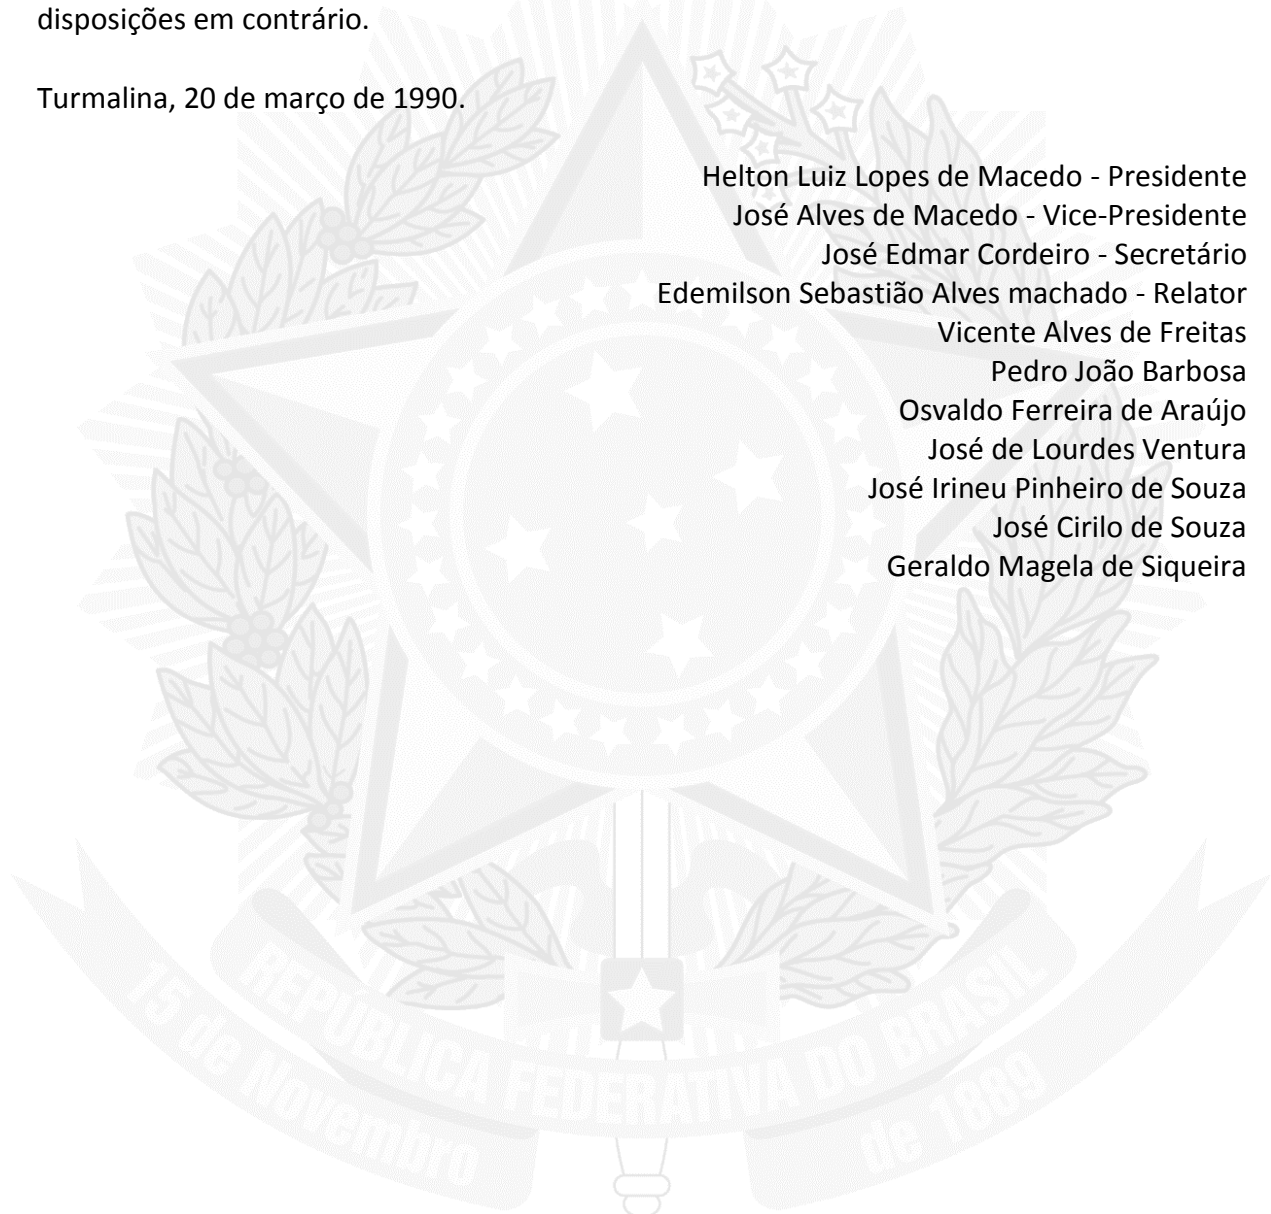 disposições em contrário.
Turmalina, 20 de março de 1990.
Helton Luiz Lopes de Macedo - Presidente
José Alves de Macedo - Vice-Presidente
José Edmar Cordeiro - Secretário
Edemilson Sebastião Alves machado - Relator
Vicente Alves de Freitas
Pedro João Barbosa
Osvaldo Ferreira de Araújo
José de Lourdes Ventura
José Irineu Pinheiro de Souza
José Cirilo de Souza
Geraldo Magela de Siqueira
REPÚBLICA FEDERATIVA DO BRASIL
15 de Novembro de 1889